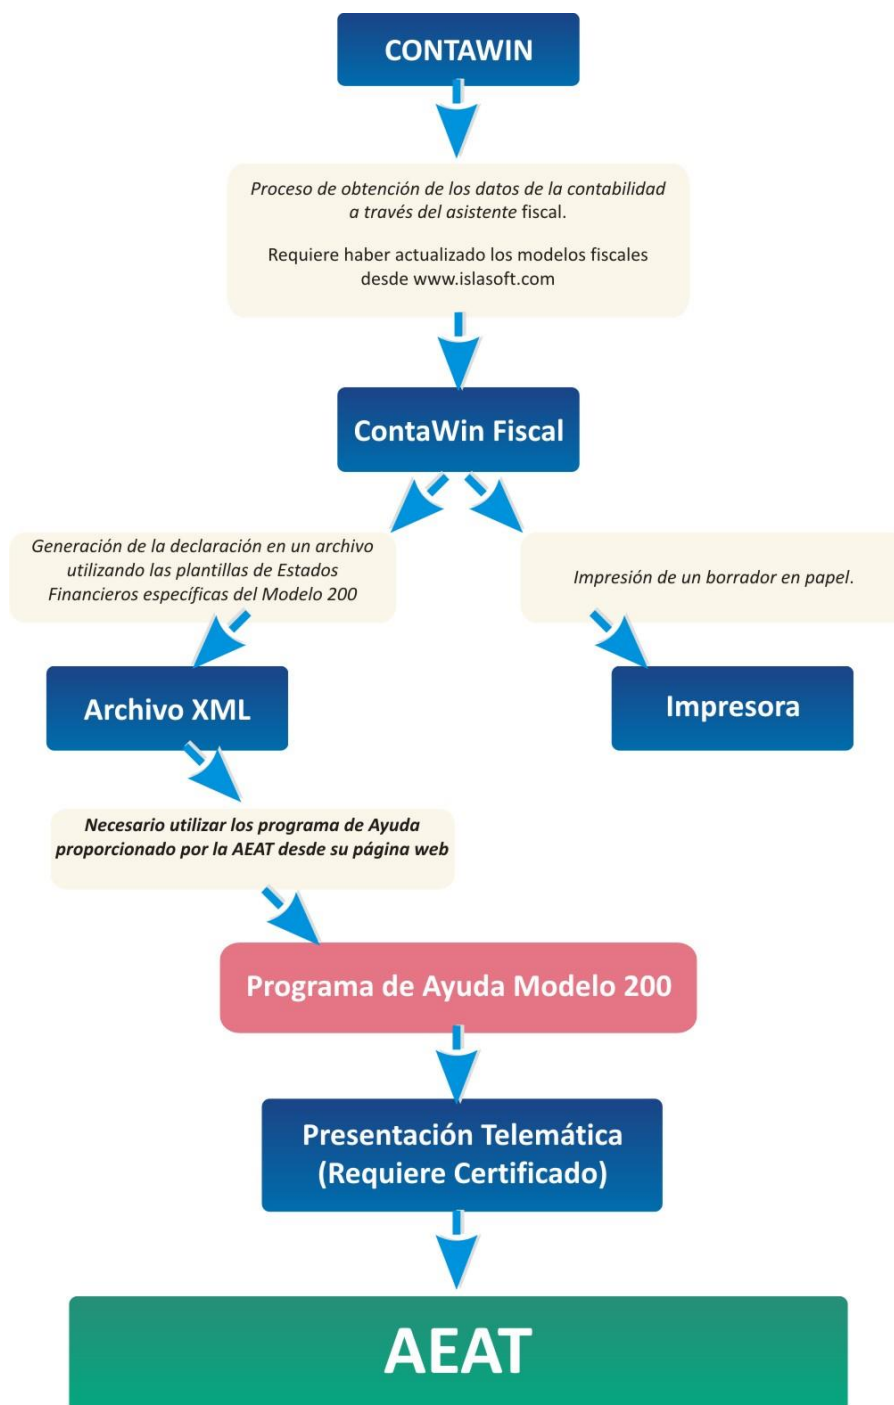 CONTAWIN
Proceso de obtención de los datos de la contabilidad
a través del asistente fiscal.
Requiere haber actualizado los modelos fiscales
desde www.islasoft.com
ContaWin Fiscal
Generación de la declaración en un archivo
utilizando las plantillas de Estados
Financieros específicas del Modelo 200
Impresión de un borrador en papel.
Archivo XML
Impresora
Necesario utilizar los programa de Ayuda
proporcionado por la AEAT desde su página web
Programa de Ayuda Modelo 200
Presentación Telemática
(Requiere Certificado)
AEAT